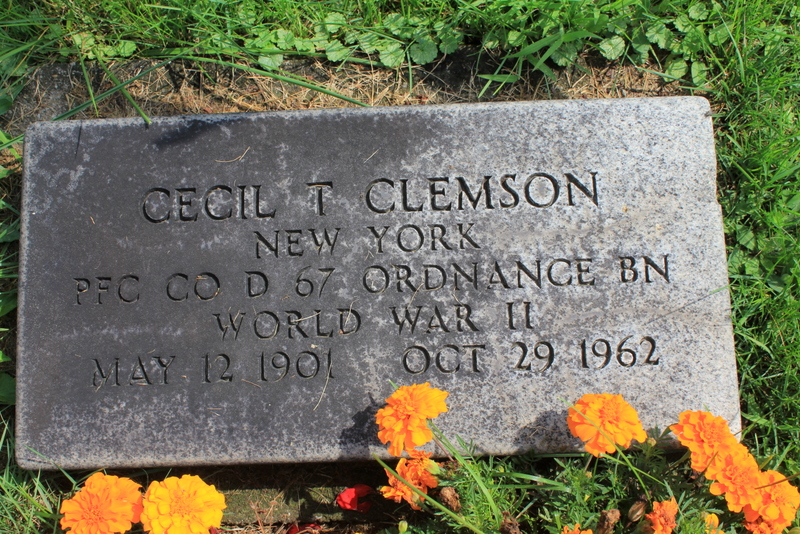 CECIL T CLEMSON
NEW YORK
PFC CO D 67 ORDNANCE BN
WORLD WAR II
MAY 12 1901 OCT 29 1962